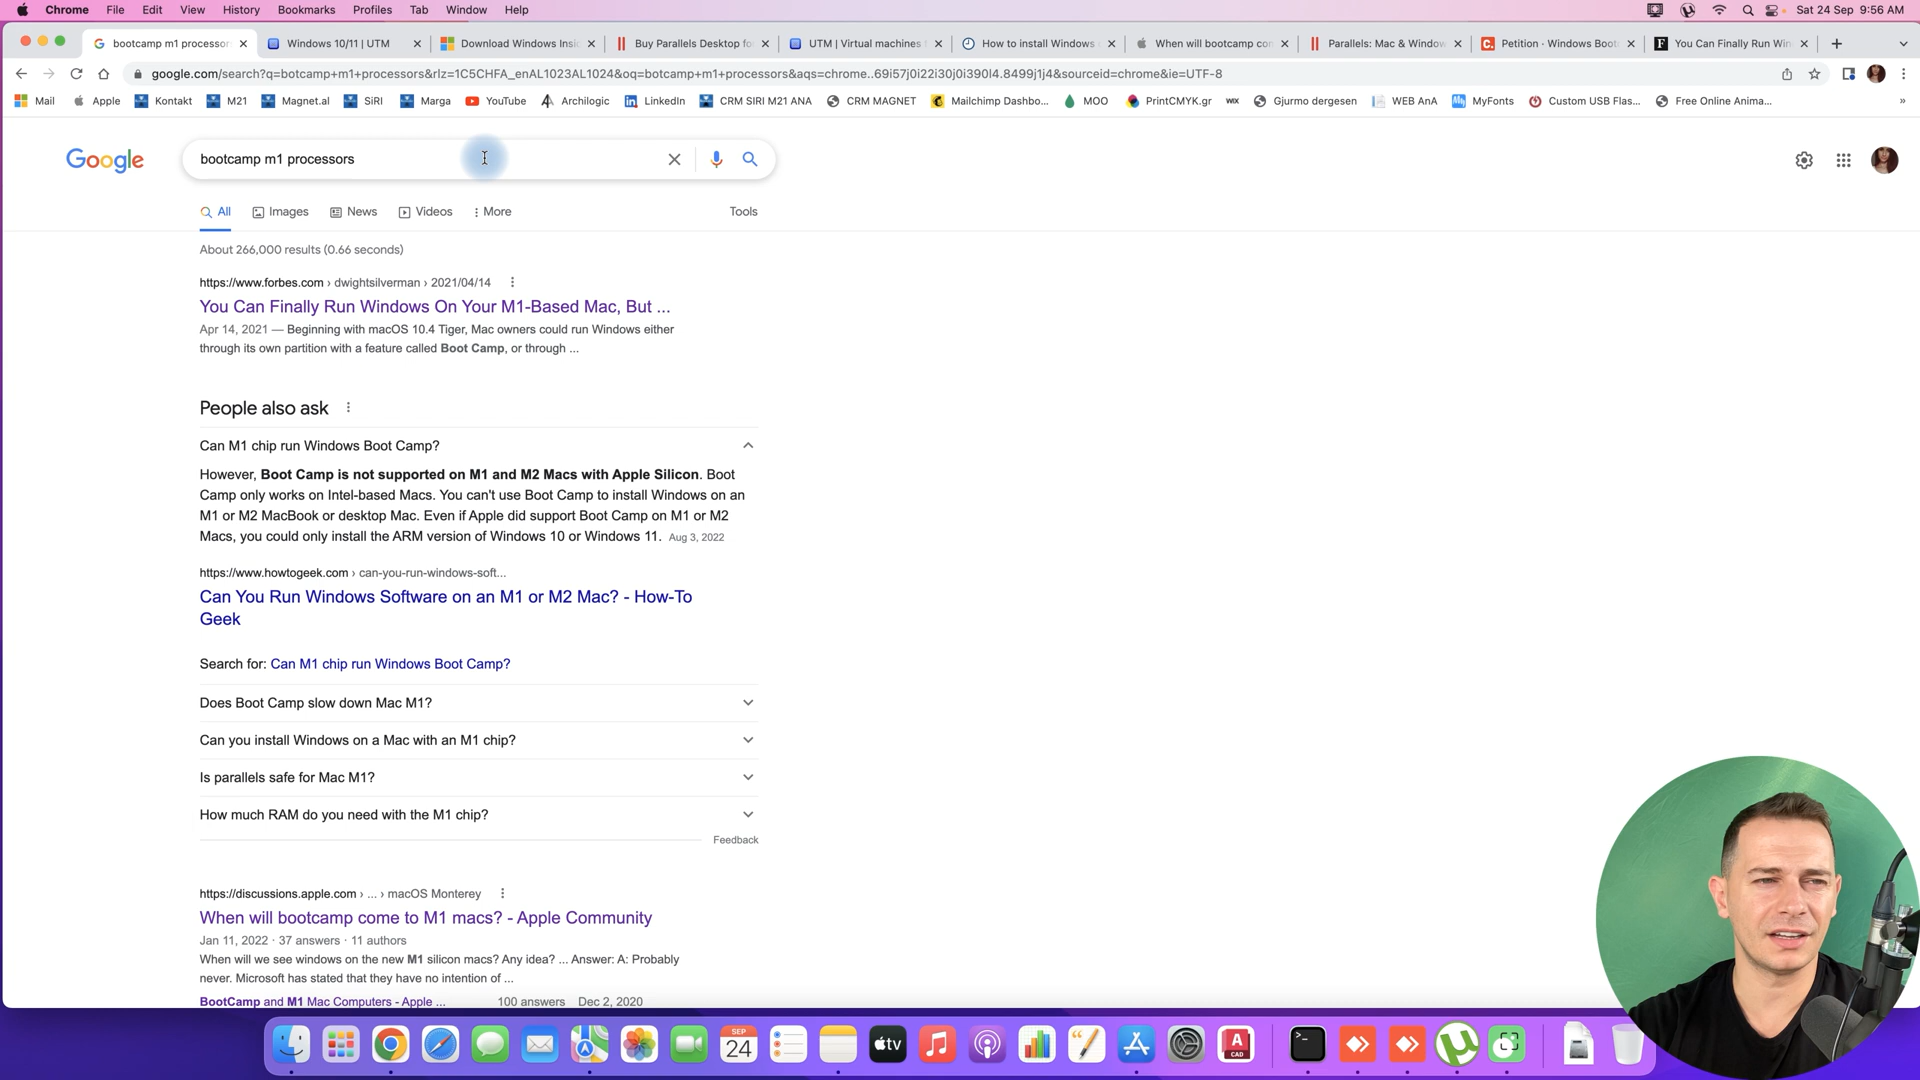 Chrome File Edit View History Bookmarks Profiles Tab Window Help Sat 24 Sep 9:56 AM
bootcamp m1 processor Windows 10/11 | UTM Download Windows Insi Buy Parallels Desktop fo UTM | Virtual machines How to install Windows When will bootcamp co Parallels: Mac & Window Petition · Windows Boot You Can Finally Run Win
google.com/search?q=botcamp+m1+processors&rlz=1C5CHFA_enAL1023AL1024&oq=botcamp+m1+processors&aqs=chrome..69i57j0i22i30j0i390l4.8499j1j4&sourceid=chrome&ie=UTF-8
Mail Apple Kontakt M21 Magnet.al SiRI Marga YouTube Archilogic LinkedIn CRM SIRI M21 ANA CRM MAGNET Mailchimp Dashbo... MOO PrintCMYK.gr WIX Gjurmo dergesen WEB AnA MyFonts Custom USB Flas... Free Online Anima... »
Google bootcamp m1 processors
All Images News Videos More Tools
About 266,000 results (0.66 seconds)
https://www.forbes.com › dwightsilverman › 2021/04/14
You Can Finally Run Windows On Your M1-Based Mac, But ...
Apr 14, 2021 — Beginning with macOS 10.4 Tiger, Mac owners could run Windows either
through its own partition with a feature called Boot Camp, or through ...
People also ask
Can M1 chip run Windows Boot Camp?
However, Boot Camp is not supported on M1 and M2 Macs with Apple Silicon. Boot
Camp only works on Intel-based Macs. You can't use Boot Camp to install Windows on an
M1 or M2 MacBook or desktop Mac. Even if Apple did support Boot Camp on M1 or M2
Macs, you could only install the ARM version of Windows 10 or Windows 11. Aug 3, 2022
https://www.howtogeek.com › can-you-run-windows-soft...
Can You Run Windows Software on an M1 or M2 Mac? - How-To
Geek
Search for: Can M1 chip run Windows Boot Camp?
Does Boot Camp slow down Mac M1?
Can you install Windows on a Mac with an M1 chip?
Is parallels safe for Mac M1?
How much RAM do you need with the M1 chip?
Feedback
https://discussions.apple.com › ... › macOS Monterey
When will bootcamp come to M1 macs? - Apple Community
Jan 11, 2022 · 37 answers · 11 authors
When will we see windows on the new M1 silicon macs? Any idea? ... Answer: A: Probably
never. Microsoft has stated that they have no intention of ...
BootCamp and M1 Mac Computers - Apple ... 100 answers Dec 2, 2020
SEP
24
tv
A
CAD